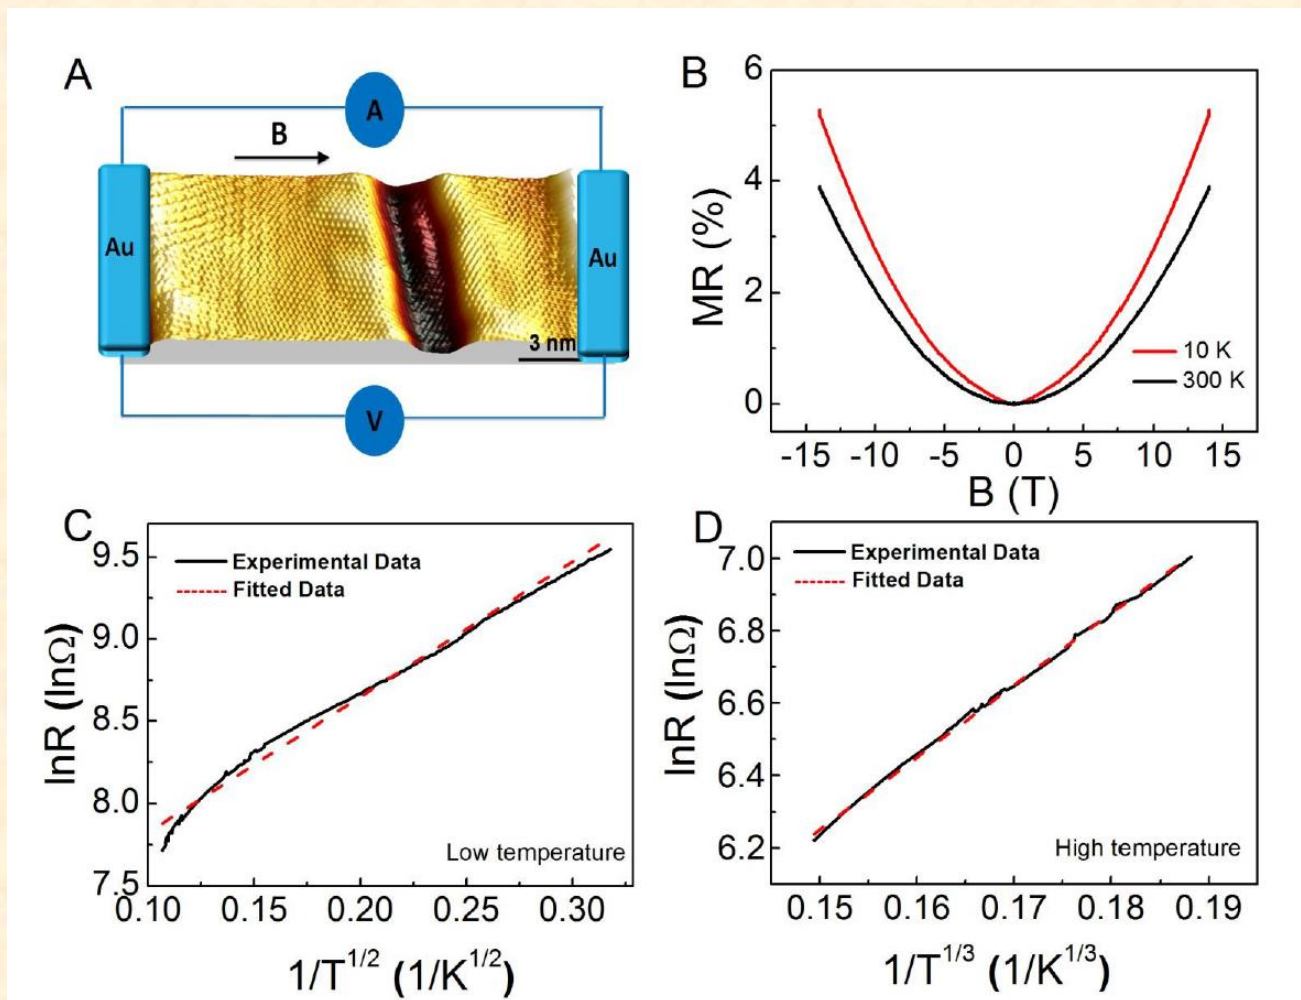 A
A
B
Au
Au
3 nm
V
B
6
4
2
0
MR (%)
10 K
300 K
-15 -10 -5 0 5 10 15
B (T)
C
9.5
9.0
8.5
8.0
7.5
lnR (lnΩ)
Experimental Data
Fitted Data
Low temperature
0.10 0.15 0.20 0.25 0.30
1/T^1/2 (1/K^1/2)
D
7.0
6.8
6.6
6.4
6.2
lnR (lnΩ)
Experimental Data
Fitted Data
High temperature
0.15 0.16 0.17 0.18 0.19
1/T^1/3 (1/K^1/3)